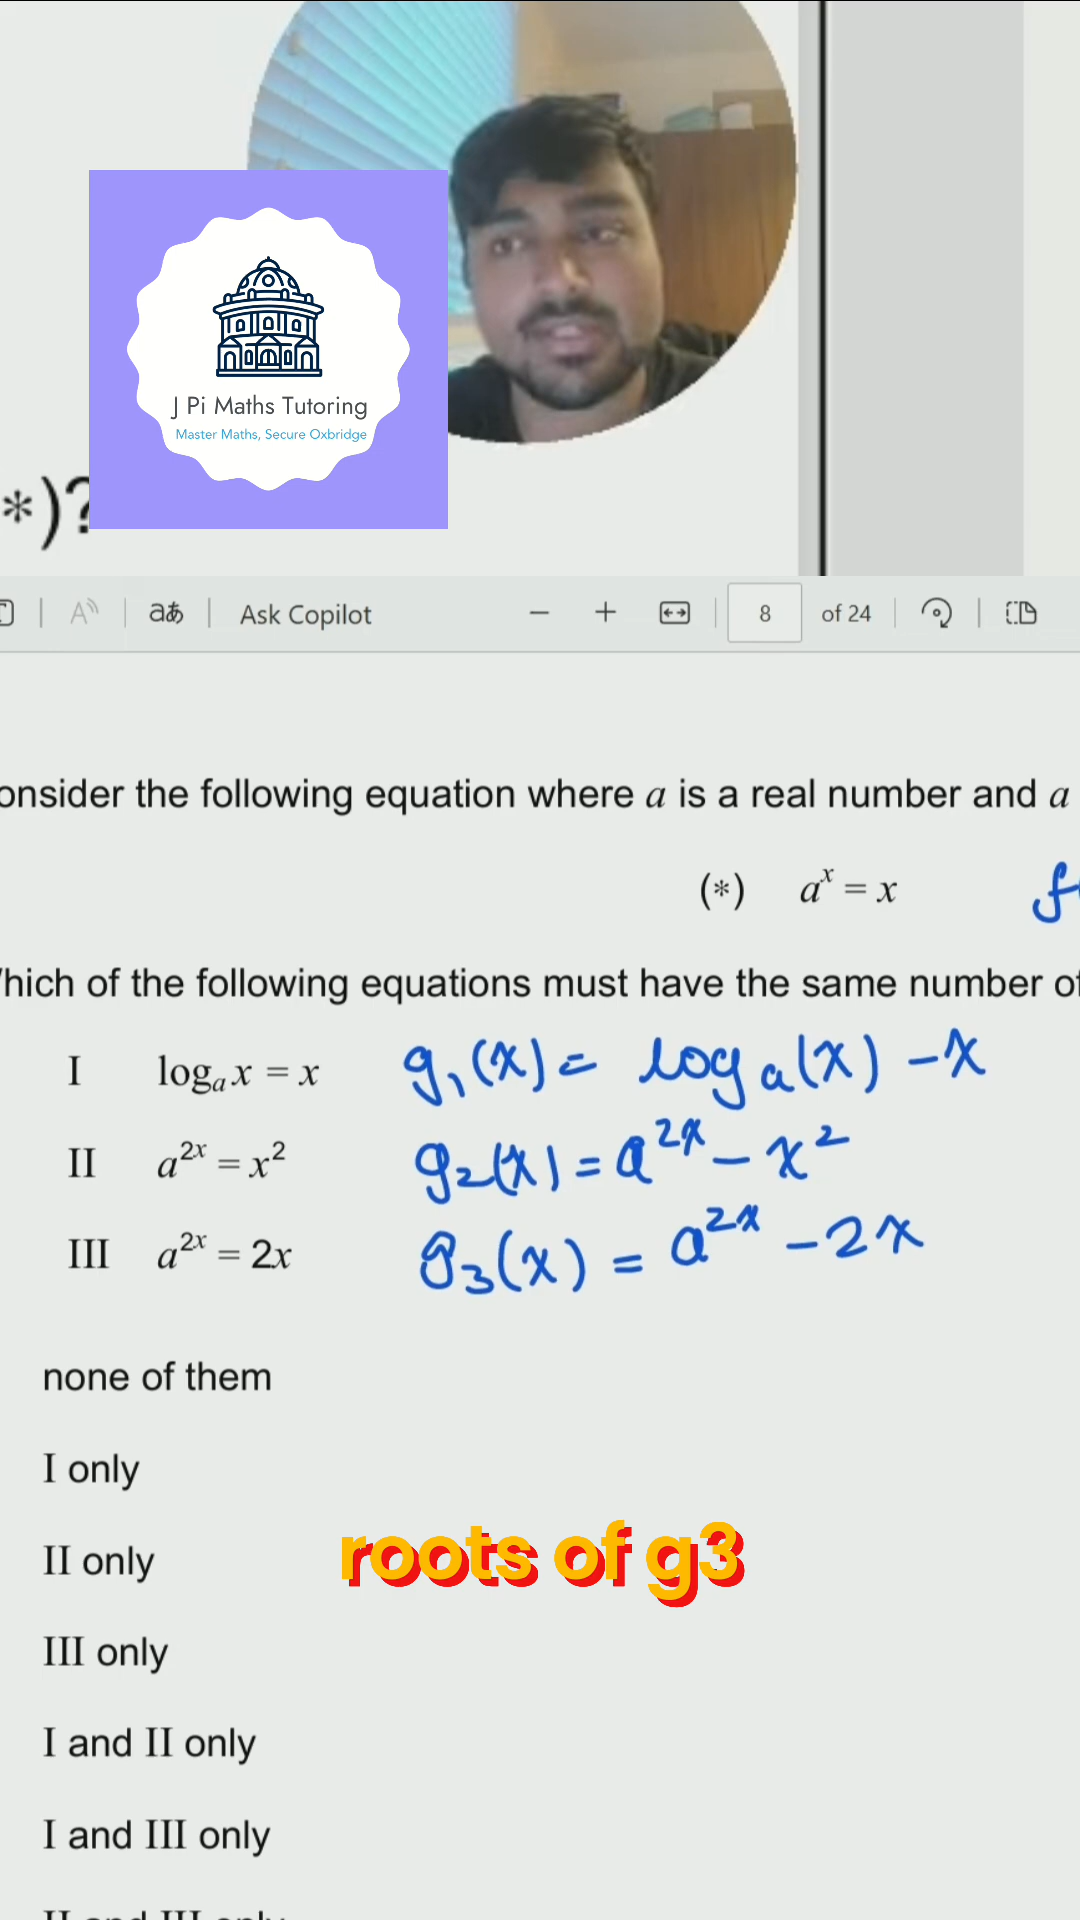 J Pi Maths Tutoring
Master Maths, Secure Oxbridge
*)?
A
aあ
Ask Copilot
8
of 24
onsider the following equation where a is a real number and a
(*) a^x = x
hich of the following equations must have the same number of
I log_a x = x g₁(x) = log_a(x) - x
II a^{2x} = x² g₂(x) = a^{2x} - x²
III a^{2x} = 2x g₃(x) = a^{2x} - 2x
none of them
I only
II only
roots of g3
III only
I and II only
I and III only